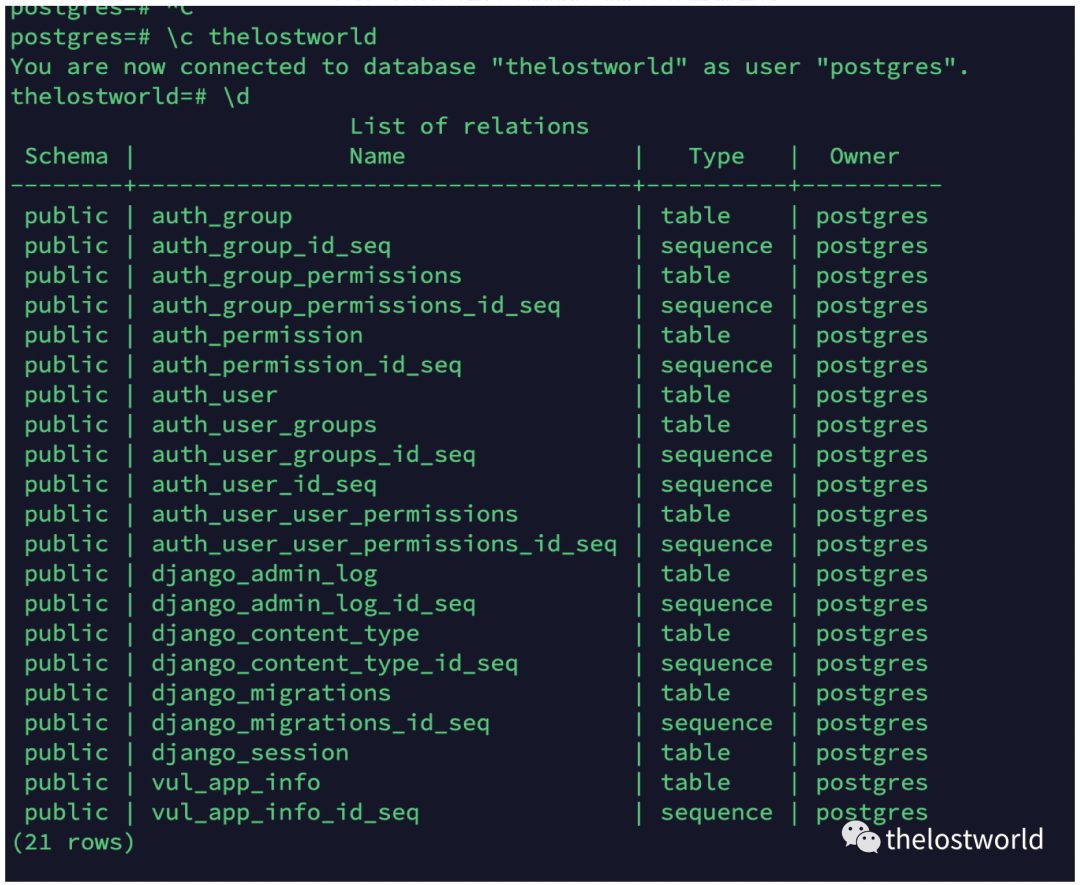 postgres=# ^C
postgres=# \c thelostworld
You are now connected to database "thelostworld" as user "postgres".
thelostworld=# \d
                        List of relations
 Schema |               Name                |   Type   |  Owner
--------+-----------------------------------+----------+----------
 public | auth_group                        | table    | postgres
 public | auth_group_id_seq                 | sequence | postgres
 public | auth_group_permissions            | table    | postgres
 public | auth_group_permissions_id_seq     | sequence | postgres
 public | auth_permission                   | table    | postgres
 public | auth_permission_id_seq            | sequence | postgres
 public | auth_user                         | table    | postgres
 public | auth_user_groups                  | table    | postgres
 public | auth_user_groups_id_seq           | sequence | postgres
 public | auth_user_id_seq                  | sequence | postgres
 public | auth_user_user_permissions        | table    | postgres
 public | auth_user_user_permissions_id_seq | sequence | postgres
 public | django_admin_log                  | table    | postgres
 public | django_admin_log_id_seq           | sequence | postgres
 public | django_content_type               | table    | postgres
 public | django_content_type_id_seq        | sequence | postgres
 public | django_migrations                 | table    | postgres
 public | django_migrations_id_seq          | sequence | postgres
 public | django_session                    | table    | postgres
 public | vul_app_info                      | table    | postgres
 public | vul_app_info_id_seq               | sequence | postgres
(21 rows)
thelostworld